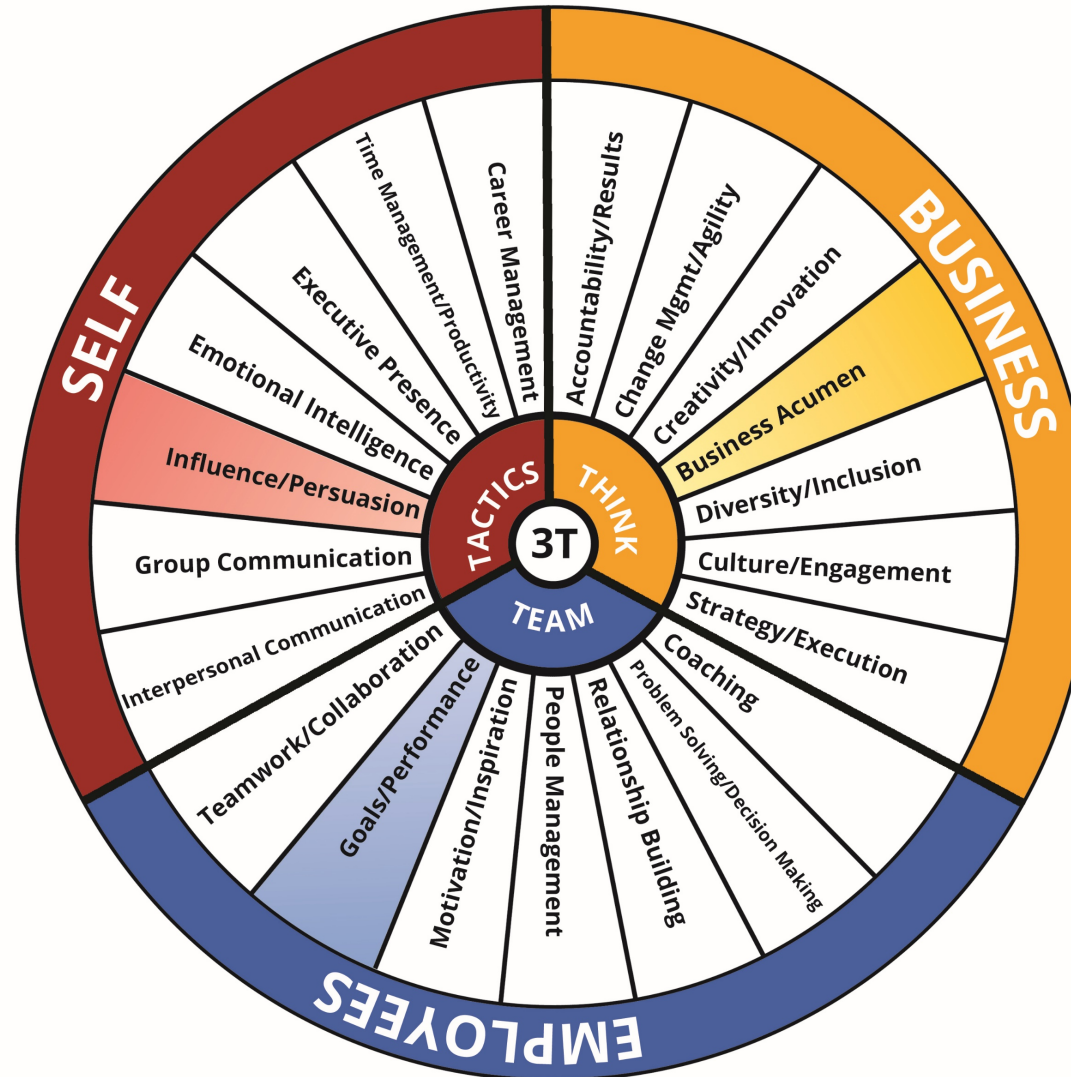 SELF
BUSINESS
EMPLOYEES
3T
TACTICS
THINK
TEAM
Accountability/Results
Change Mgmt/Agility
Creativity/Innovation
Business Acumen
Diversity/Inclusion
Culture/Engagement
Strategy/Execution
Coaching
Problem Solving/Decision Making
Relationship Building
People Management
Motivation/Inspiration
Goals/Performance
Teamwork/Collaboration
Interpersonal Communication
Group Communication
Influence/Persuasion
Emotional Intelligence
Executive Presence
Time Management/Productivity
Career Management